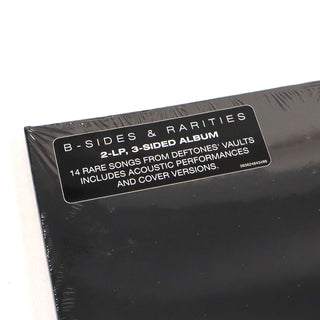 B-SIDES & RARITIES
2-LP, 3-SIDED ALBUM
14 RARE SONGS FROM DEFTONES' VAULTS
INCLUDES ACOUSTIC PERFORMANCES
AND COVER VERSIONS.